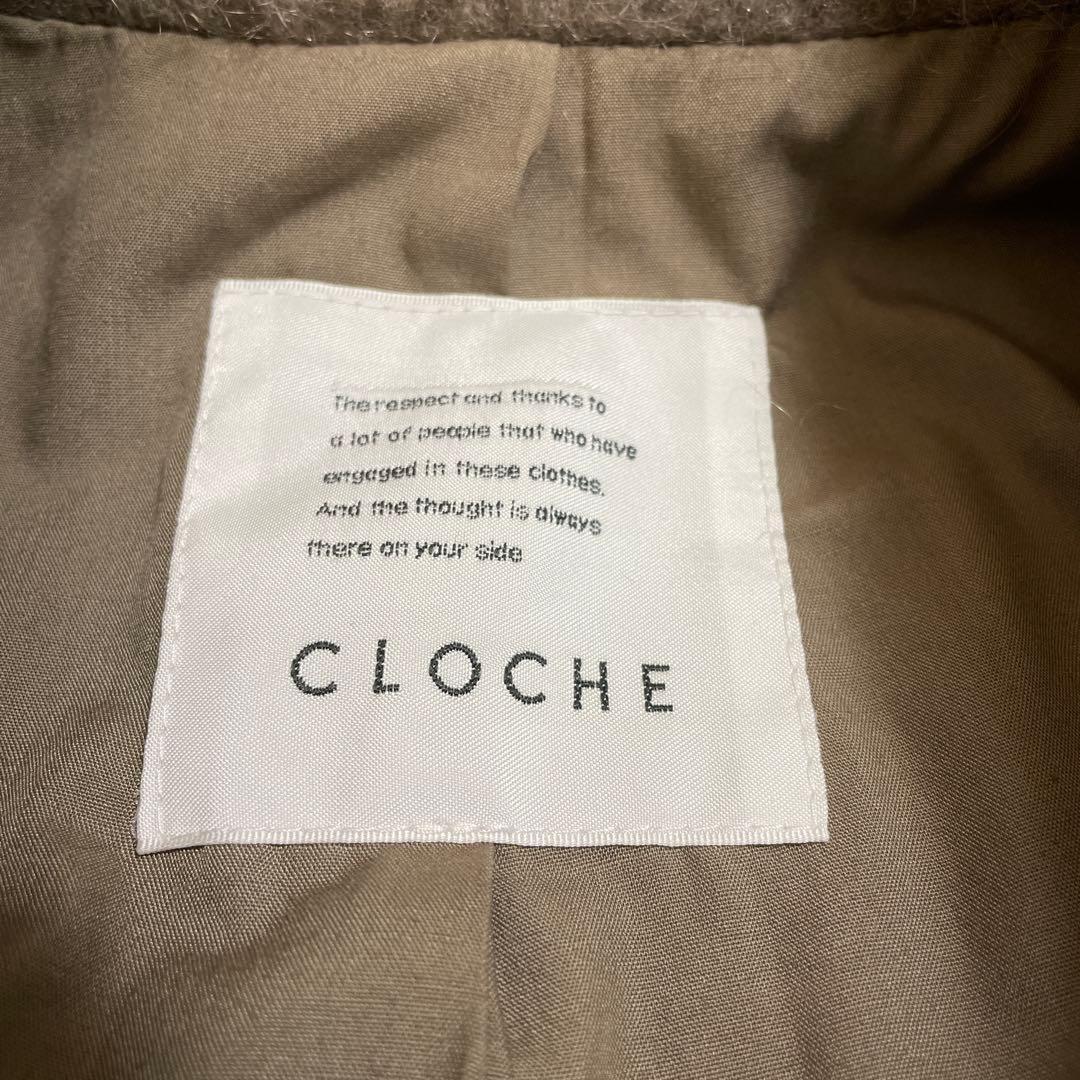 The respect and thanks to
a lot of people that who have
engaged in these clothes.
And the thought is always
there on your side
CLOCHE